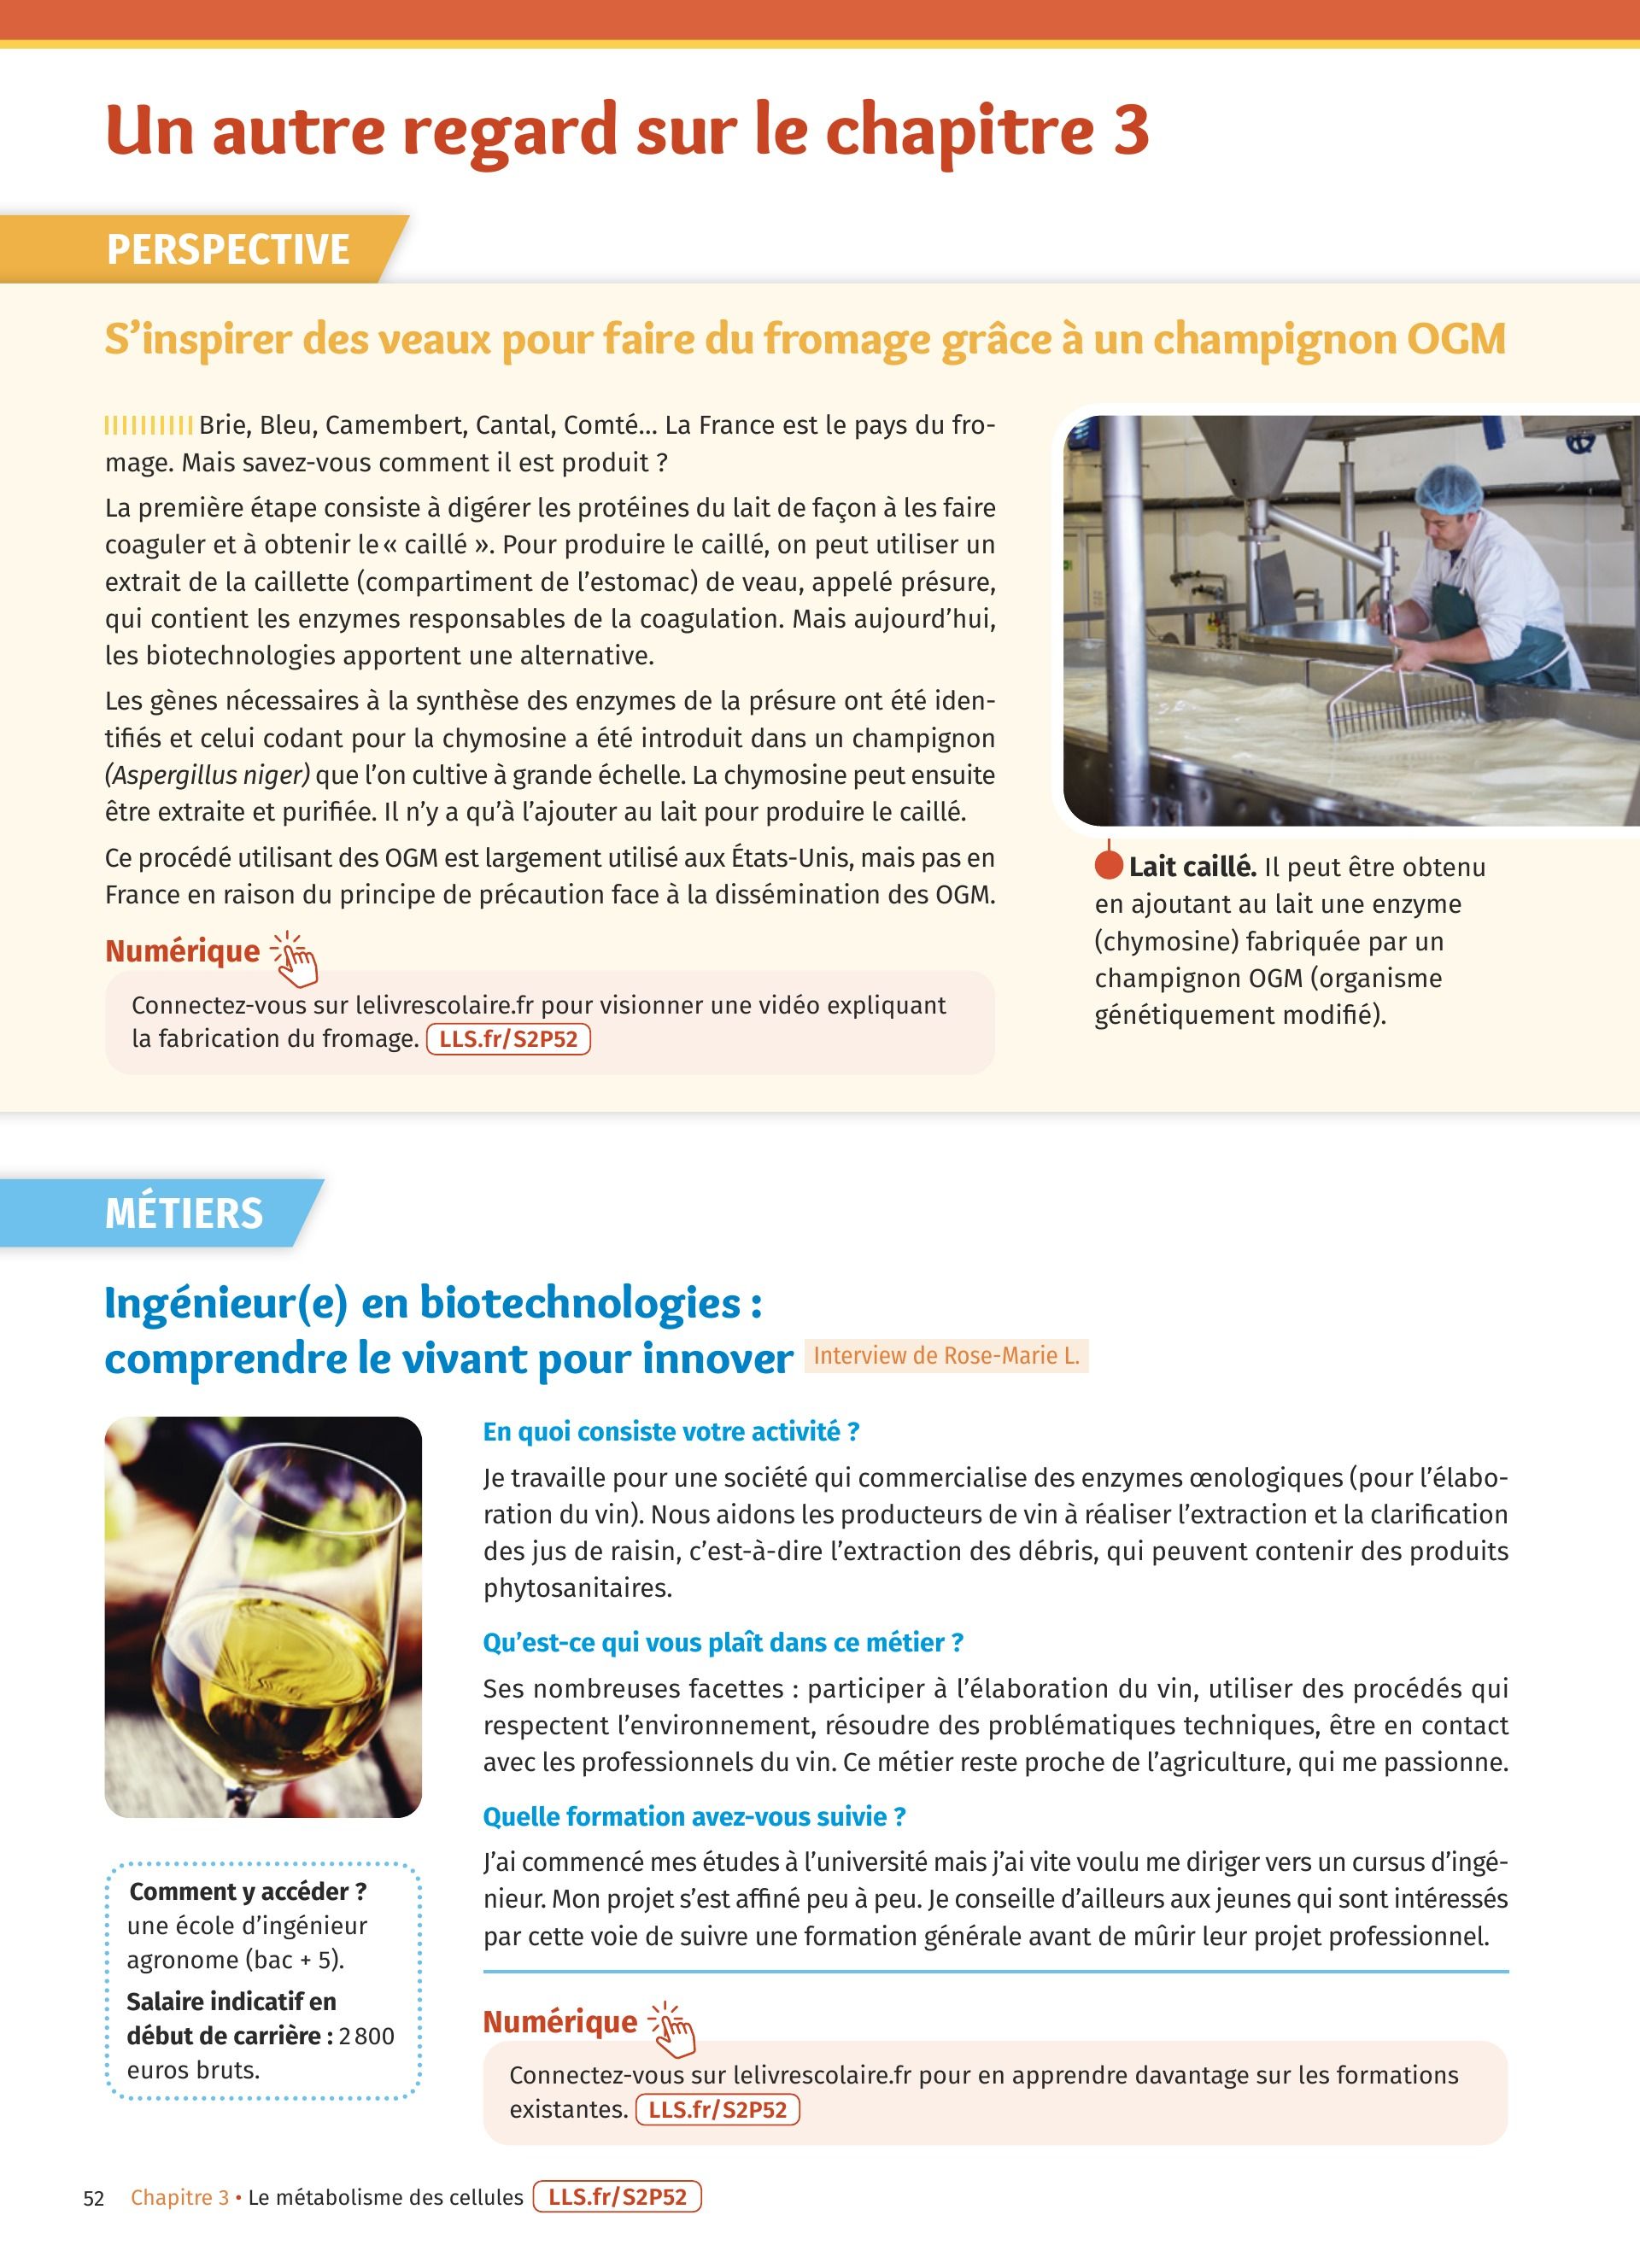 Un autre regard sur le chapitre 3
PERSPECTIVE
S’inspirer des veaux pour faire du fromage grâce à un champignon OGM
Brie, Bleu, Camembert, Cantal, Comté... La France est le pays du fro-
mage. Mais savez-vous comment il est produit ?
La première étape consiste à digérer les protéines du lait de façon à les faire
coaguler et à obtenir le « caillé ». Pour produire le caillé, on peut utiliser un
extrait de la caillette (compartiment de l’estomac) de veau, appelé présure,
qui contient les enzymes responsables de la coagulation. Mais aujourd’hui,
les biotechnologies apportent une alternative.
Les gènes nécessaires à la synthèse des enzymes de la présure ont été iden-
tifiés et celui codant pour la chymosine a été introduit dans un champignon
(Aspergillus niger) que l’on cultive à grande échelle. La chymosine peut ensuite
être extraite et purifiée. Il n’y a qu’à l’ajouter au lait pour produire le caillé.
Ce procédé utilisant des OGM est largement utilisé aux États-Unis, mais pas en
France en raison du principe de précaution face à la dissémination des OGM.
Numérique
Connectez-vous sur lelivrescolaire.fr pour visionner une vidéo expliquant
la fabrication du fromage. LLS.fr/S2P52
Lait caillé. Il peut être obtenu
en ajoutant au lait une enzyme
(chymosine) fabriquée par un
champignon OGM (organisme
génétiquement modifié).
MÉTIERS
Ingénieur(e) en biotechnologies :
comprendre le vivant pour innover Interview de Rose-Marie L.
En quoi consiste votre activité ?
Je travaille pour une société qui commercialise des enzymes œnologiques (pour l’élabo-
ration du vin). Nous aidons les producteurs de vin à réaliser l’extraction et la clarification
des jus de raisin, c’est-à-dire l’extraction des débris, qui peuvent contenir des produits
phytosanitaires.
Qu’est-ce qui vous plaît dans ce métier ?
Ses nombreuses facettes : participer à l’élaboration du vin, utiliser des procédés qui
respectent l’environnement, résoudre des problématiques techniques, être en contact
avec les professionnels du vin. Ce métier reste proche de l’agriculture, qui me passionne.
Quelle formation avez-vous suivie ?
J’ai commencé mes études à l’université mais j’ai vite voulu me diriger vers un cursus d’ingé-
nieur. Mon projet s’est affiné peu à peu. Je conseille d’ailleurs aux jeunes qui sont intéressés
par cette voie de suivre une formation générale avant de mûrir leur projet professionnel.
Comment y accéder ?
une école d’ingénieur
agronome (bac + 5).
Salaire indicatif en
début de carrière : 2 800
euros bruts.
Numérique
Connectez-vous sur lelivrescolaire.fr pour en apprendre davantage sur les formations
existantes. LLS.fr/S2P52
52 Chapitre 3 • Le métabolisme des cellules LLS.fr/S2P52